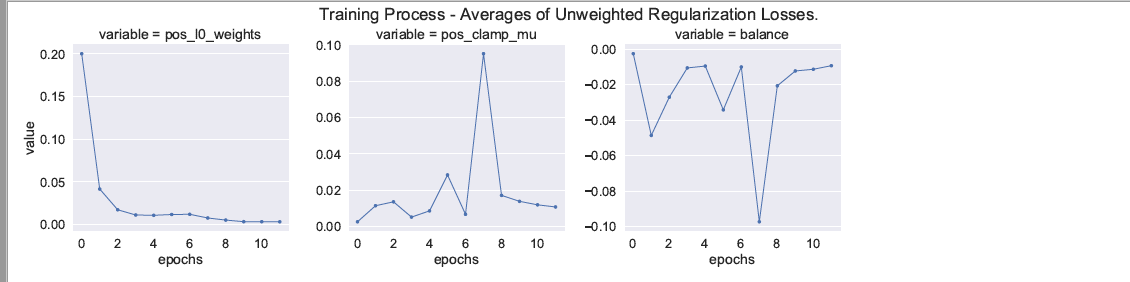 Training Process - Averages of Unweighted Regularization Losses.
variable = pos_l0_weights
variable = pos_clamp_mu
variable = balance
value
0.20
0.15
0.10
0.05
0.00
0 2 4 6 8 10
epochs
0.10
0.08
0.06
0.04
0.02
0.00
0 2 4 6 8 10
epochs
0.00
−0.02
−0.04
−0.06
−0.08
−0.10
0 2 4 6 8 10
epochs